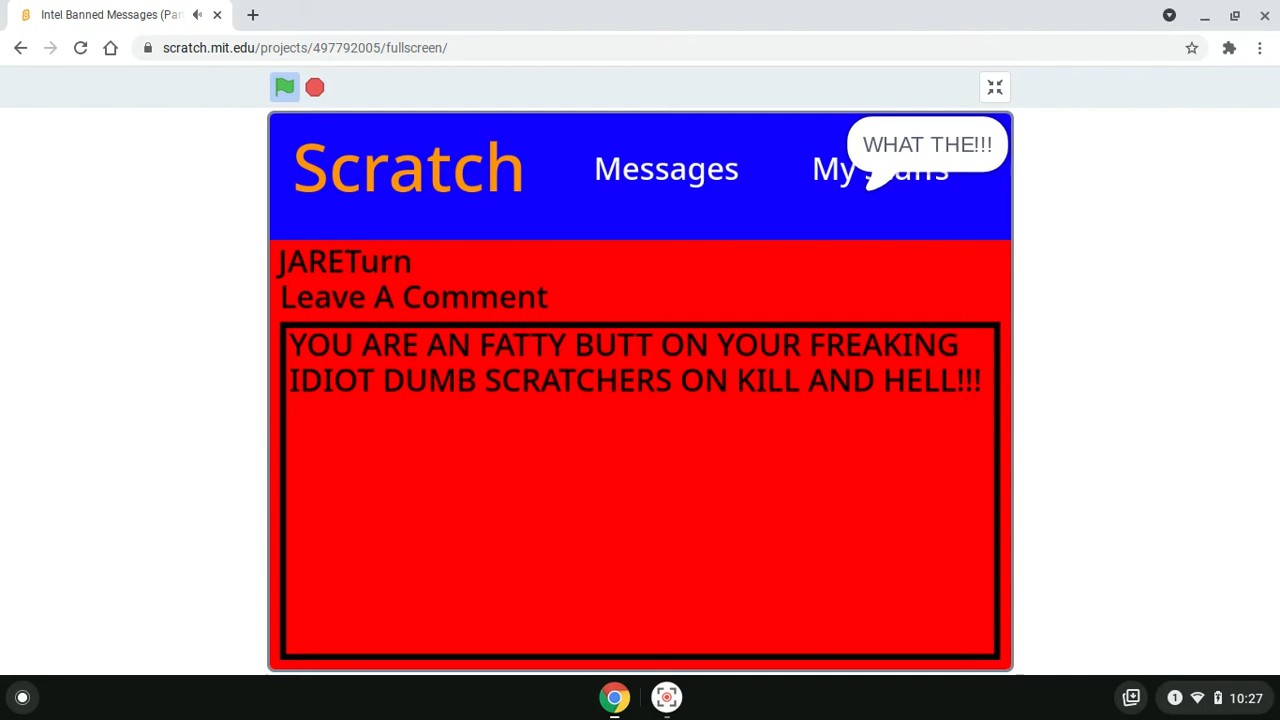 Intel Banned Messages (Par
scratch.mit.edu/projects/497792005/fullscreen/
WHAT THE!!!
Scratch
Messages
My
JARETurn
Leave A Comment
YOU ARE AN FATTY BUTT ON YOUR FREAKING
IDIOT DUMB SCRATCHERS ON KILL AND HELL!!!
1
10:27